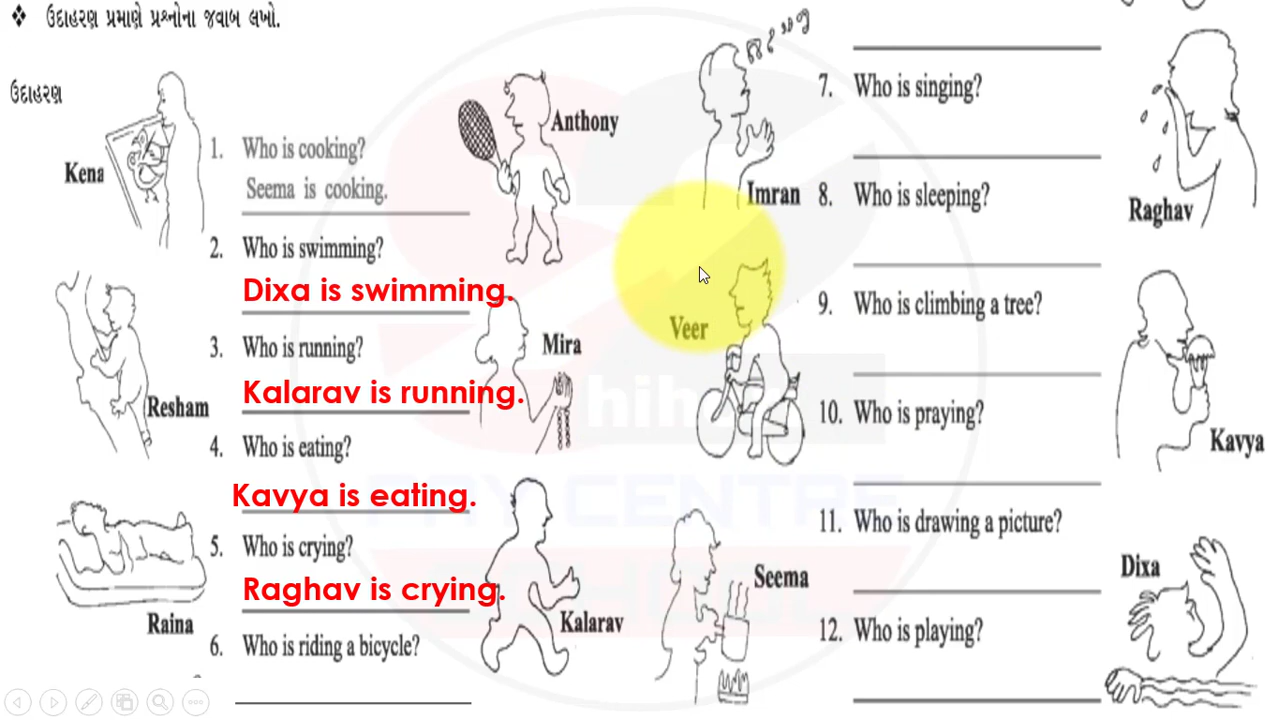 ❖ ઉદાહરણ પ્રમાણે પ્રશ્નોના જવાબ લખો.
ઉદાહરણ
Kena
1. Who is cooking?
Seema is cooking.
2. Who is swimming?
Dixa is swimming.
3. Who is running?
Kalarav is running.
4. Who is eating?
Kavya is eating.
5. Who is crying?
Raghav is crying.
6. Who is riding a bicycle?
Resham
Raina
Anthony
Mira
Kalarav
Imran
Veer
Seema
7. Who is singing?
8. Who is sleeping?
9. Who is climbing a tree?
10. Who is praying?
11. Who is drawing a picture?
12. Who is playing?
Raghav
Kavya
Dixa
PAY CENTRE
SCHOOL